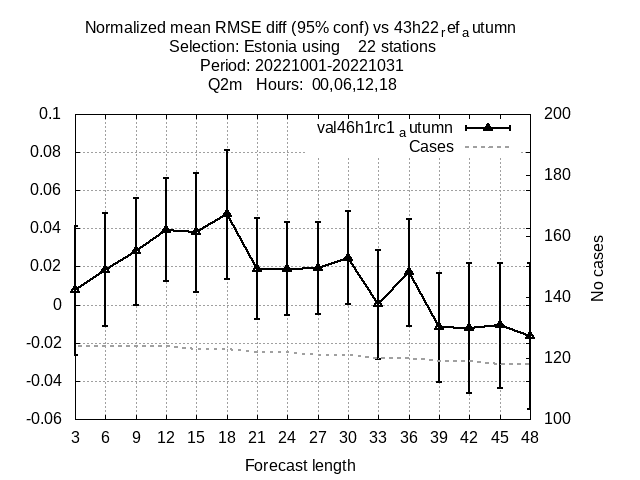 Normalized mean RMSE diff (95% conf) vs 43h22refautumn
Selection: Estonia using 22 stations
Period: 20221001-20221031
Q2m Hours: 00,06,12,18
val46h1rc1autumn
Cases
0.1
0.08
0.06
0.04
0.02
0
-0.02
-0.04
-0.06
200
180
160
140
120
100
No cases
3 6 9 12 15 18 21 24 27 30 33 36 39 42 45 48
Forecast length